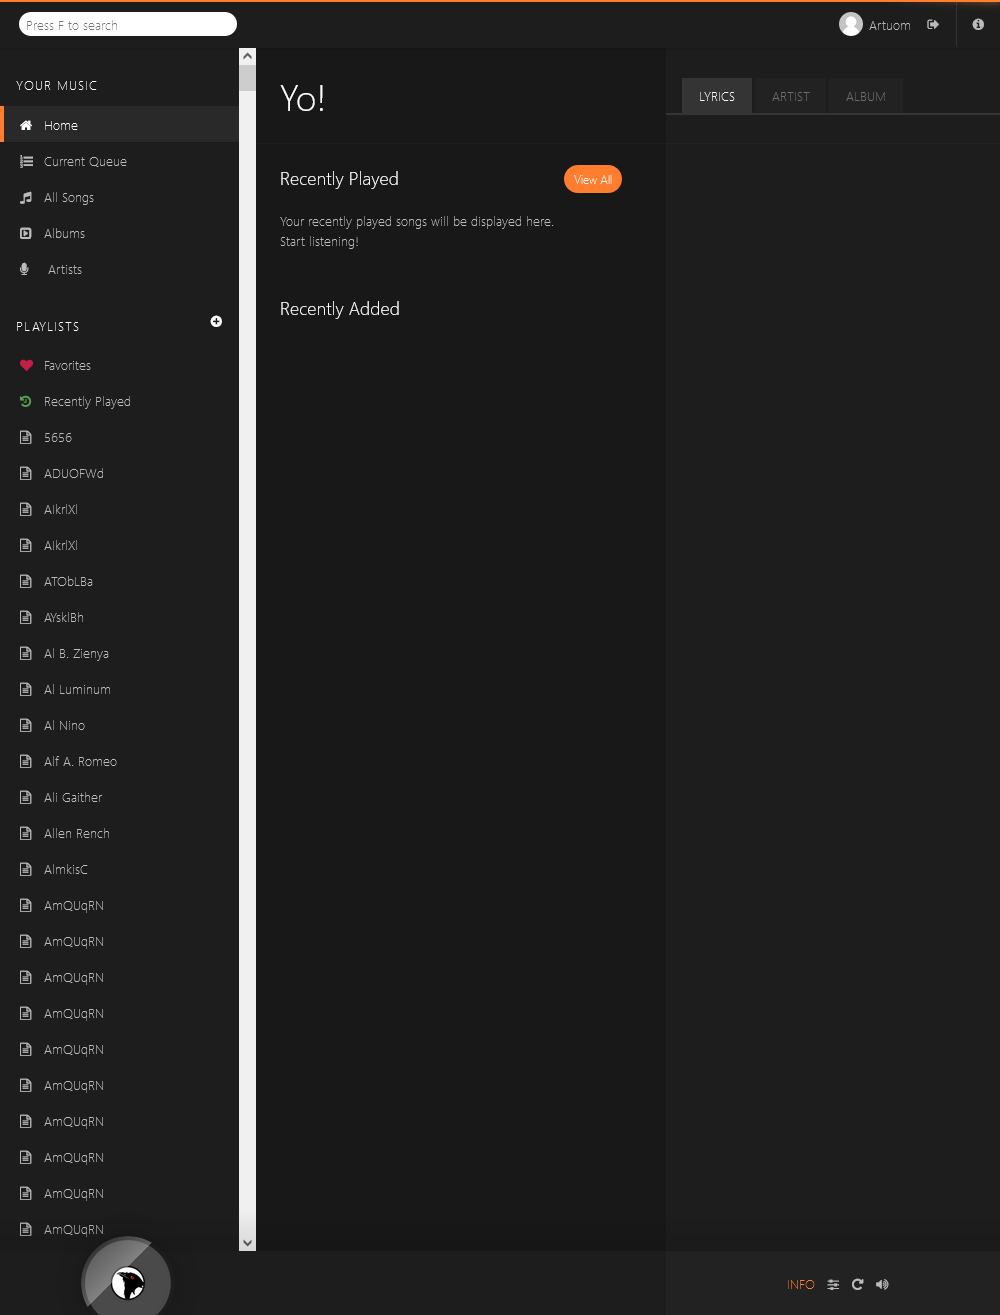 Press F to search
Artuom
YOUR MUSIC
Home
Current Queue
All Songs
Albums
Artists
PLAYLISTS
Favorites
Recently Played
5656
ADUOFWd
AIkrlXl
AIkrlXl
ATObLBa
AYsklBh
Al B. Zienya
Al Luminum
Al Nino
Alf A. Romeo
Ali Gaither
Allen Rench
AlmkisC
AmQUqRN
AmQUqRN
AmQUqRN
AmQUqRN
AmQUqRN
AmQUqRN
AmQUqRN
AmQUqRN
AmQUqRN
AmQUqRN
Yo!
Recently Played
View All
Your recently played songs will be displayed here.
Start listening!
Recently Added
LYRICS
ARTIST
ALBUM
INFO